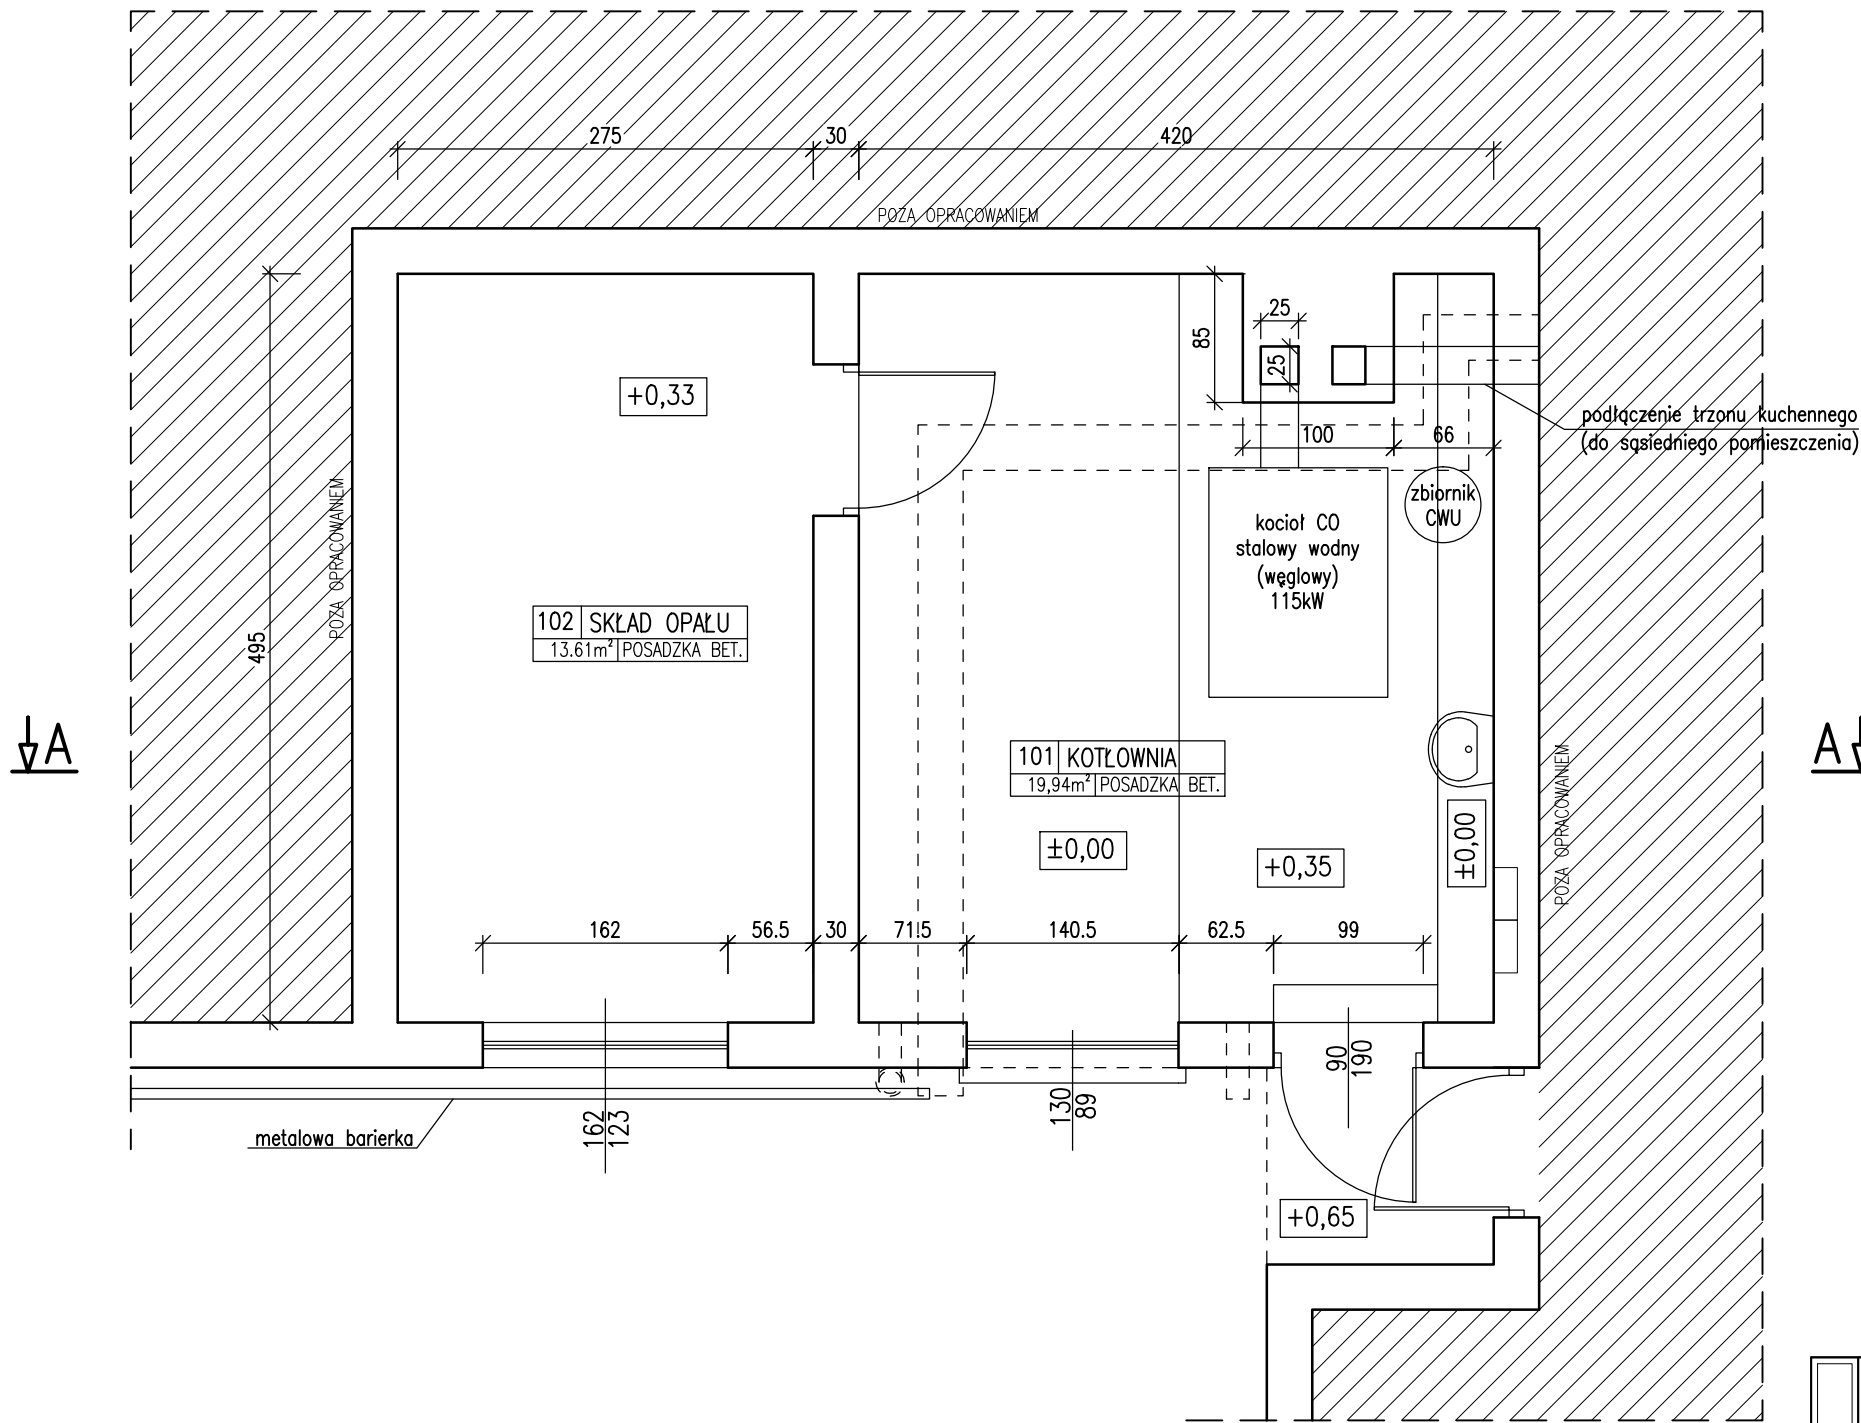 275
30
420
POZA OPRACOWANIEM
25
85
25
+0,33
podłączenie trzonu kuchennego
(do sąsiedniego pomieszczenia)
100
66
zbiornik
CWU
kocioł CO
stalowy wodny
(węglowy)
115kW
POZA OPRACOWANIEM
495
102 SKŁAD OPAŁU
13.61m² POSADZKA BET.
A
A
101 KOTŁOWNIA
19,94m² POSADZKA BET.
POZA OPRACOWANIEM
±0,00
+0,35
±0,00
162
56.5
30
71.5
140.5
62.5
99
90
190
162
123
130
89
metalowa barierka
+0,65